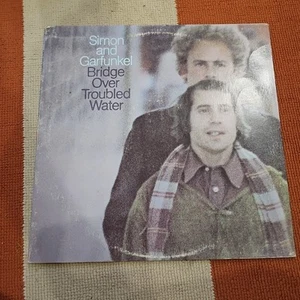 Simon
and
Garfunkel
Bridge
Over
Troubled
Water